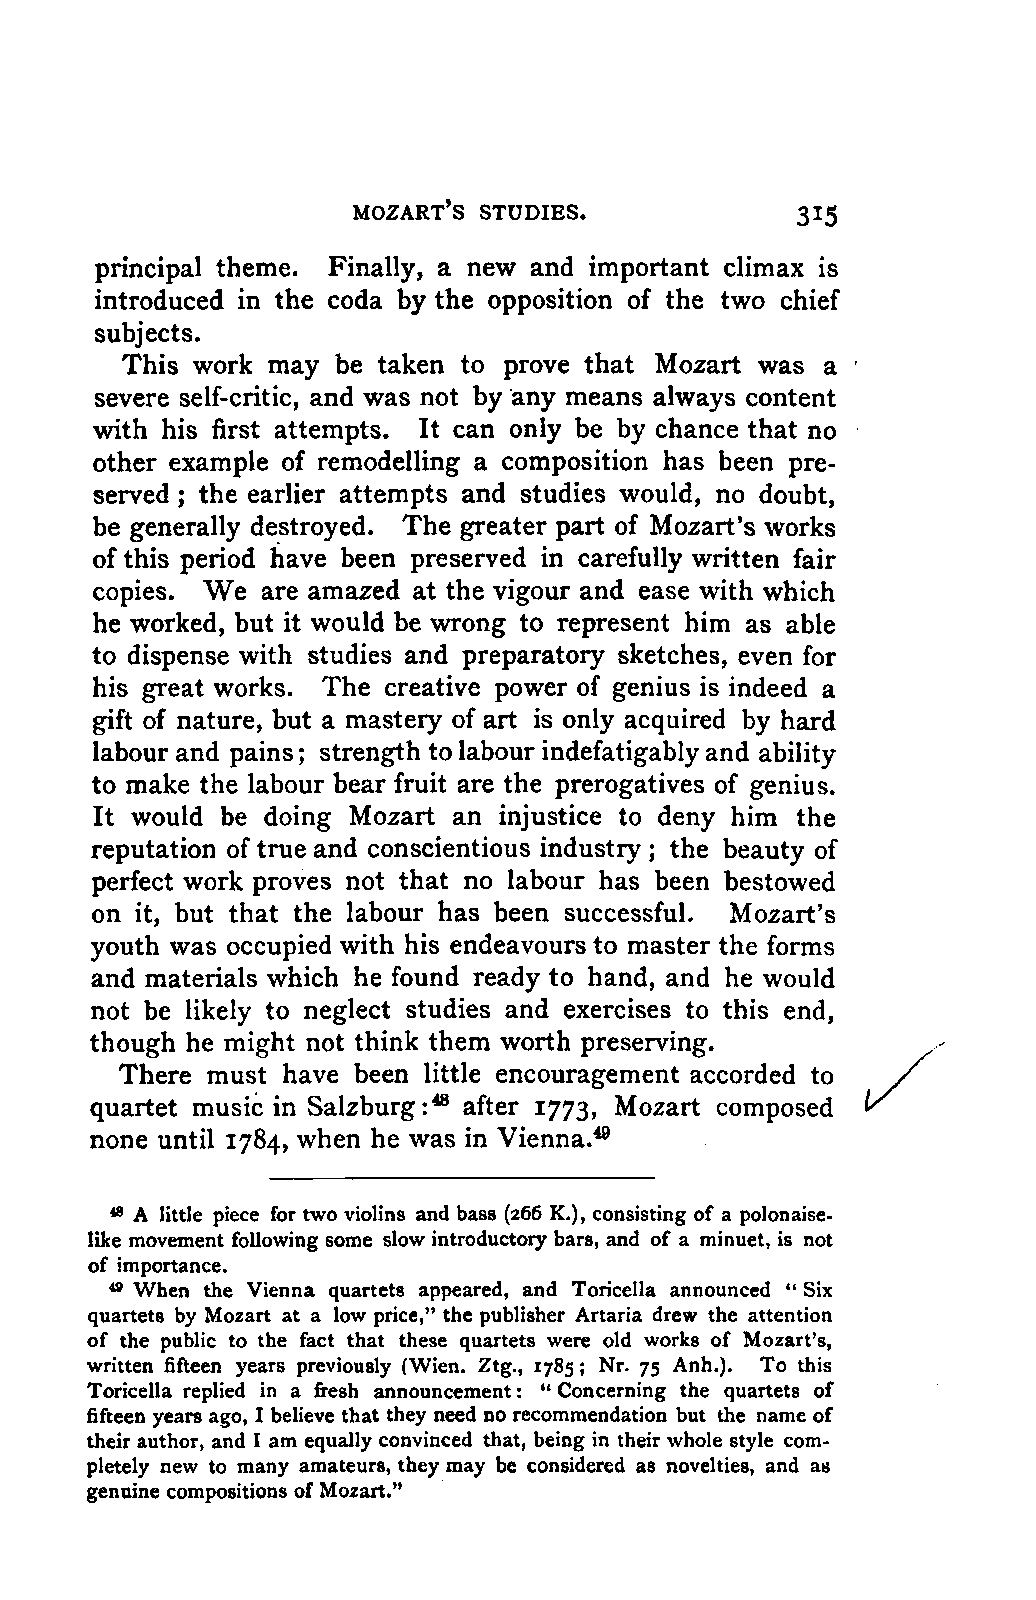 MOZART'S STUDIES. 315
principal theme. Finally, a new and important climax is
introduced in the coda by the opposition of the two chief
subjects.
This work may be taken to prove that Mozart was a
severe self-critic, and was not by any means always content
with his first attempts. It can only be by chance that no
other example of remodelling a composition has been pre-
served ; the earlier attempts and studies would, no doubt,
be generally destroyed. The greater part of Mozart's works
of this period have been preserved in carefully written fair
copies. We are amazed at the vigour and ease with which
he worked, but it would be wrong to represent him as able
to dispense with studies and preparatory sketches, even for
his great works. The creative power of genius is indeed a
gift of nature, but a mastery of art is only acquired by hard
labour and pains; strength to labour indefatigably and ability
to make the labour bear fruit are the prerogatives of genius.
It would be doing Mozart an injustice to deny him the
reputation of true and conscientious industry ; the beauty of
perfect work proves not that no labour has been bestowed
on it, but that the labour has been successful. Mozart's
youth was occupied with his endeavours to master the forms
and materials which he found ready to hand, and he would
not be likely to neglect studies and exercises to this end,
though he might not think them worth preserving.
There must have been little encouragement accorded to
quartet music in Salzburg :⁴⁸ after 1773, Mozart composed
none until 1784, when he was in Vienna.⁴⁹
⁴⁸ A little piece for two violins and bass (266 K.), consisting of a polonaise-
like movement following some slow introductory bars, and of a minuet, is not
of importance.
⁴⁹ When the Vienna quartets appeared, and Toricella announced " Six
quartets by Mozart at a low price," the publisher Artaria drew the attention
of the public to the fact that these quartets were old works of Mozart's,
written fifteen years previously (Wien. Ztg., 1785; Nr. 75 Anh.). To this
Toricella replied in a fresh announcement: " Concerning the quartets of
fifteen years ago, I believe that they need no recommendation but the name of
their author, and I am equally convinced that, being in their whole style com-
pletely new to many amateurs, they may be considered as novelties, and as
genuine compositions of Mozart."